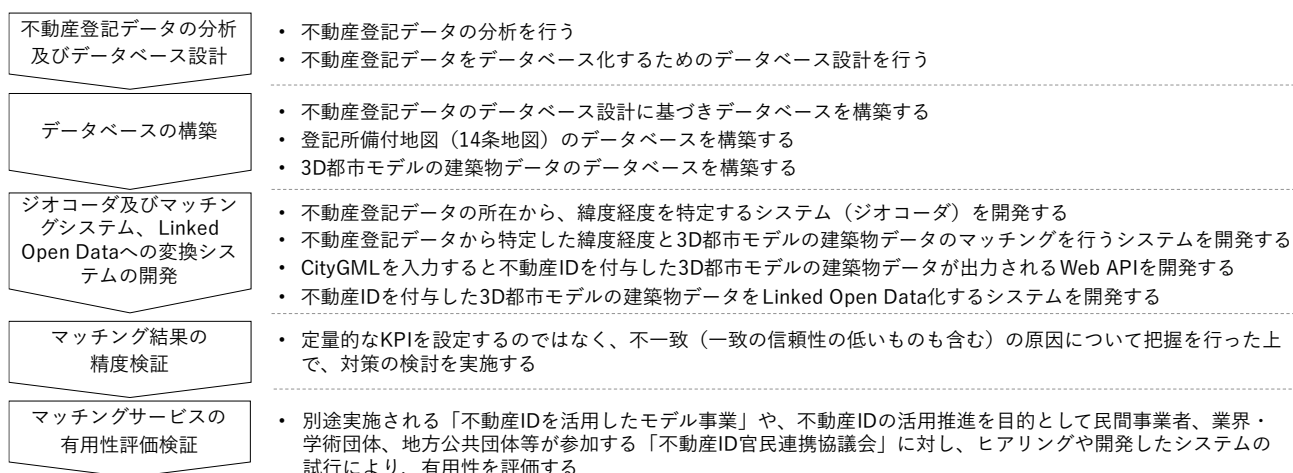 不動産登記データの分析
及びデータベース設計
• 不動産登記データの分析を行う
• 不動産登記データをデータベース化するためのデータベース設計を行う
データベースの構築
• 不動産登記データのデータベース設計に基づきデータベースを構築する
• 登記所備付地図（14条地図）のデータベースを構築する
• 3D都市モデルの建築物データのデータベースを構築する
ジオコーダ及びマッチン
グシステム、Linked
Open Dataへの変換シス
テムの開発
• 不動産登記データの所在から、緯度経度を特定するシステム（ジオコーダ）を開発する
• 不動産登記データから特定した緯度経度と3D都市モデルの建築物データのマッチングを行うシステムを開発する
• CityGMLを入力すると不動産IDを付与した3D都市モデルの建築物データが出力されるWeb APIを開発する
• 不動産IDを付与した3D都市モデルの建築物データをLinked Open Data化するシステムを開発する
マッチング結果の
精度検証
• 定量的なKPIを設定するのではなく、不一致（一致の信頼性の低いものも含む）の原因について把握を行った上
で、対策の検討を実施する
マッチングサービスの
有用性評価検証
• 別途実施される「不動産IDを活用したモデル事業」や、不動産IDの活用推進を目的として民間事業者、業界・
学術団体、地方公共団体等が参加する「不動産ID官民連携協議会」に対し、ヒアリングや開発したシステムの
試行により、有用性を評価する